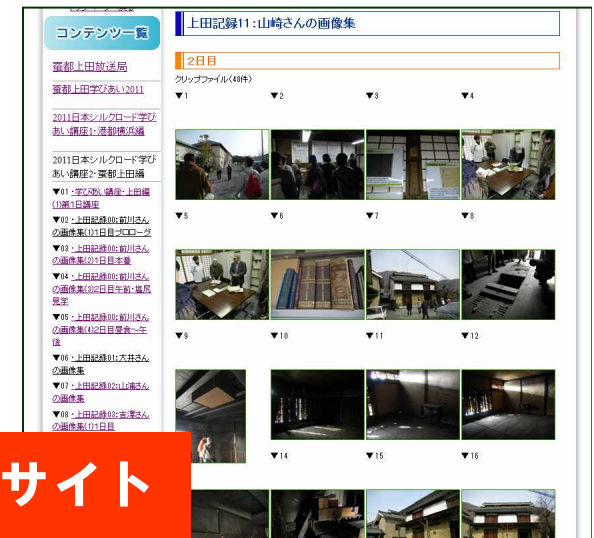 コンテンツ一覧
蚕都上田放送局
蚕都上田学びあい2011
2011日本シルクロード学び
あい講座1・港都横浜編
2011日本シルクロード学び
あい講座2・蚕都上田編
▼01 ・学びあい講座・上田編
(1)第1日講座
▼02 ・上田記録00:前川さん
の画像集(1)1日目プロローグ
▼03 ・上田記録00:前川さん
の画像集(2)1日目本番
▼04 ・上田記録00:前川さん
の画像集(3)2日目午前・塩尻
見学
▼05 ・上田記録00:前川さん
の画像集(4)2日目昼食~午
後
▼06 ・上田記録01:大井さん
の画像集
▼07 ・上田記録02:山浦さん
の画像集
▼08 ・上田記録03:吉澤さん
の画像集(1)1日目
サイト
上田記録11:山崎さんの画像集
2日目
クリップファイル(48件)
▼1 ▼2 ▼3 ▼4
▼5 ▼6 ▼7 ▼8
▼9 ▼10 ▼11 ▼12
▼14 ▼15 ▼16